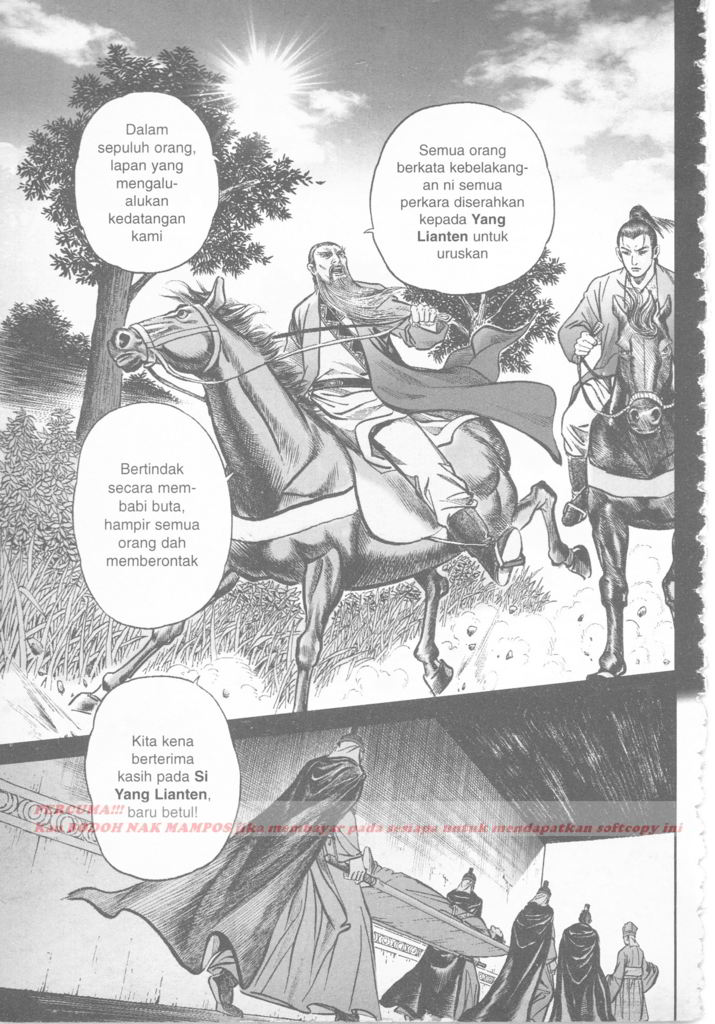 Semua orang
berkata kebelakang-
an ni semua
perkara diserahkan
kepada Yang
Lianten untuk
uruskan
Dalam
sepuluh orang,
lapan yang
mengalu-
alukan
kedatangan
kami
Bertindak
secara mem-
babi buta,
hampir semua
orang dah
memberontak
Kita kena
berterima
kasih pada Si
Yang Lianten,
baru betul!
PERCUMA!!!
KAU BODOH NAK MAMPOS jika membayar pada sesapa untuk mendapatkan softcopy ini